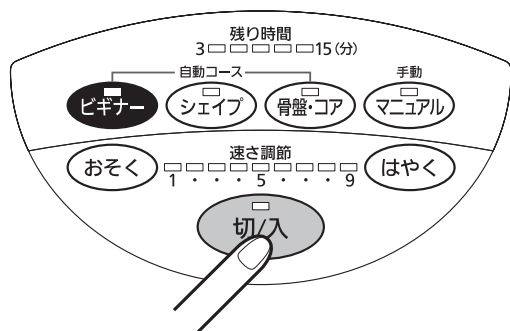 残り時間
3 15(分)
自動コース 手動
ビギナー シェイプ 骨盤・コア マニュアル
おそく 速さ調節 はやく
1・・・5・・・9
切/入